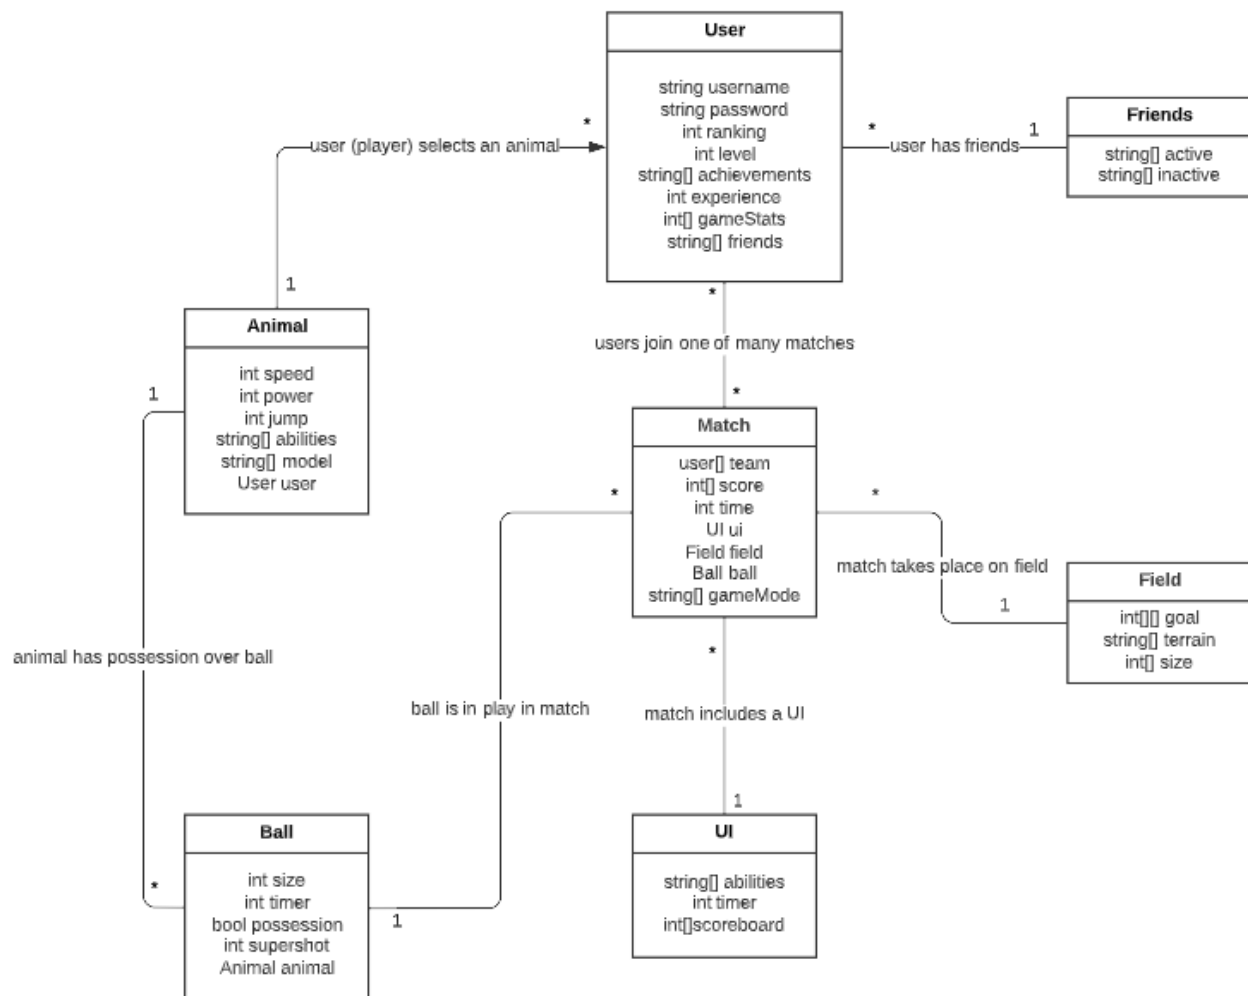 User
string username
string password
int ranking
int level
string[] achievements
int experience
int[] gameStats
string[] friends
*
user (player) selects an animal
1
*
user has friends
1
Friends
string[] active
string[] inactive
Animal
int speed
int power
int jump
string[] abilities
string[] model
User user
*
users join one of many matches
*
Match
user[] team
int[] score
int time
UI ui
Field field
Ball ball
string[] gameMode
*
match takes place on field
1
Field
int[][] goal
string[] terrain
int[] size
1
animal has possession over ball
*
*
ball is in play in match
1
*
match includes a UI
1
Ball
int size
int timer
bool possession
int supershot
Animal animal
UI
string[] abilities
int timer
int[]scoreboard